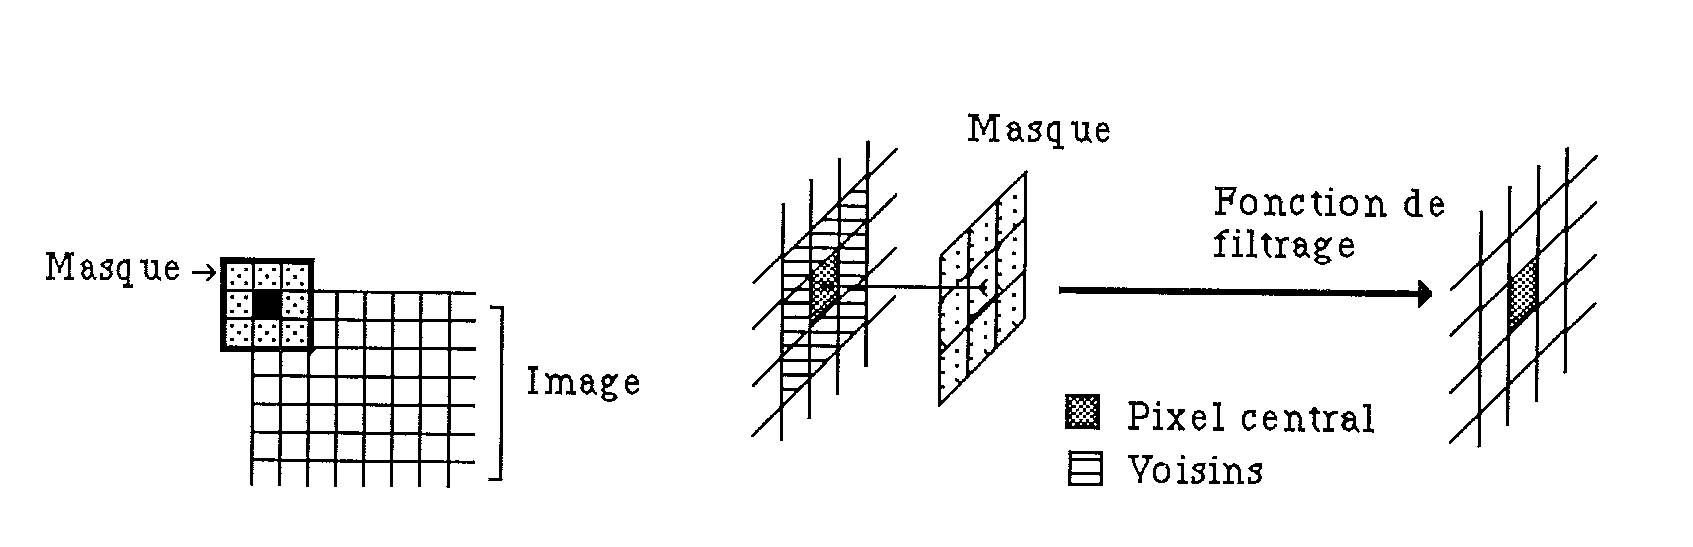 Masque
Image
Masque
Fonction de
filtrage
Pixel central
Voisins